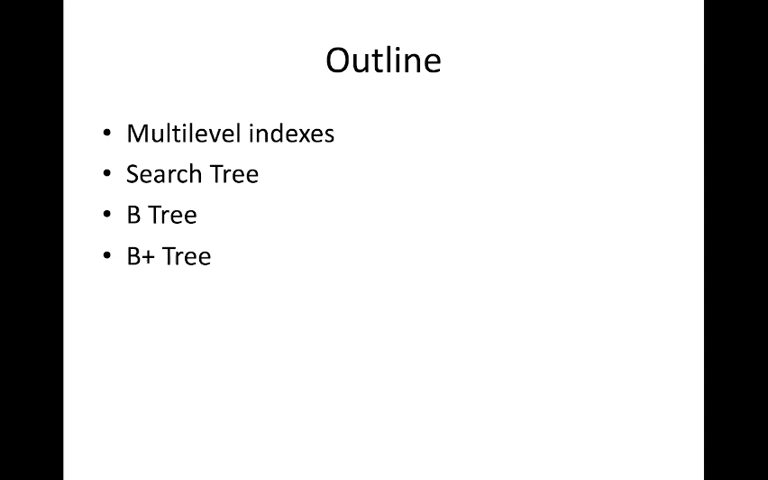 Outline
• Multilevel indexes
• Search Tree
• B Tree
• B+ Tree